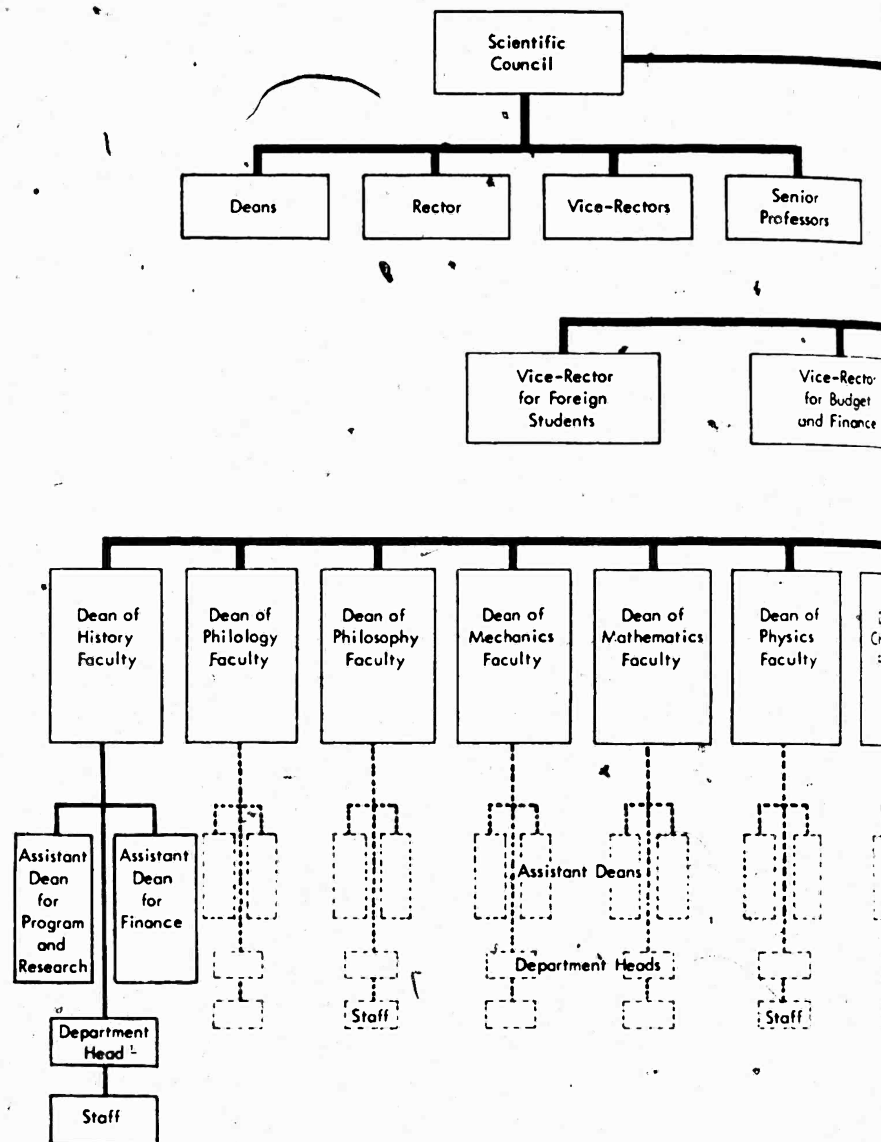 Scientific
Council
Deans
Rector
Vice-Rectors
Senior
Professors
Vice-Rector
for Foreign
Students
Vice-Recto
for Budget
and Finance
Dean of
History
Faculty
Dean of
Philology
Faculty
Dean of
Philosophy
Faculty
Dean of
Mechanics
Faculty
Dean of
Mathematics
Faculty
Dean of
Physics
Faculty
Assistant
Dean
for
Program
and
Research
Assistant
Dean
for
Finance
Assistant Deans
Department Heads
Staff
Staff
Department
Head
Staff